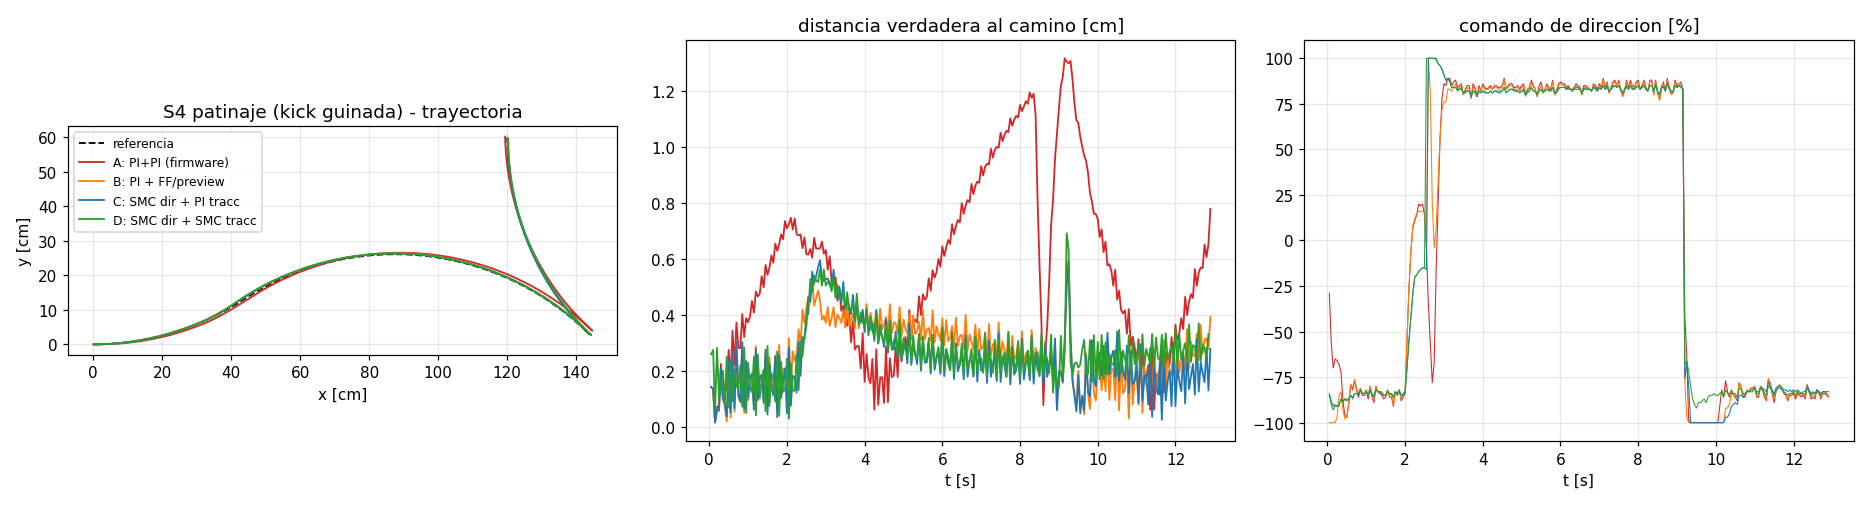 S4 patinaje (kick guinada) - trayectoria
y [cm]
60
50
40
30
20
10
0
referencia
A: PI+PI (firmware)
B: PI + FF/preview
C: SMC dir + PI tracc
D: SMC dir + SMC tracc
0 20 40 60 80 100 120 140
x [cm]
distancia verdadera al camino [cm]
1.2
1.0
0.8
0.6
0.4
0.2
0.0
0 2 4 6 8 10 12
t [s]
comando de direccion [%]
100
75
50
25
0
−25
−50
−75
−100
0 2 4 6 8 10 12
t [s]